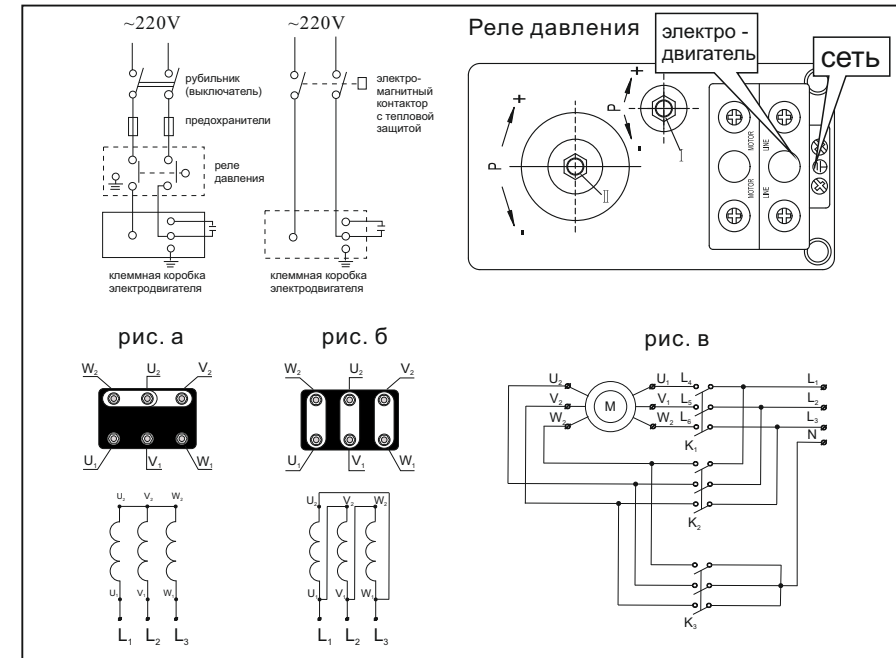 ~220V
рубильник
(выключатель)
предохранители
реле
давления
клеммная коробка
электродвигателя
~220V
электро-
магнитный
контактор
с тепловой
защитой
клеммная коробка
электродвигателя
Реле давления
электро -
двигатель
сеть
P
+
-
II
P
+
-
I
MOTOR
MOTOR
LINE
LINE
рис. а
W₂ U₂ V₂
U₁ V₁ W₁
U₂ V₂ W₂
U₁ V₁ W₁
L₁ L₂ L₃
рис. б
W₂ U₂ V₂
U₁ V₁ W₁
U₂ V₂ W₂
U₁ V₁ W₁
L₁ L₂ L₃
рис. в
U₂ U₁ L₄ L₁
V₂ M V₁ L₅ L₂
W₂ W₂ L₆ L₃
K₁ N
K₂
K₃